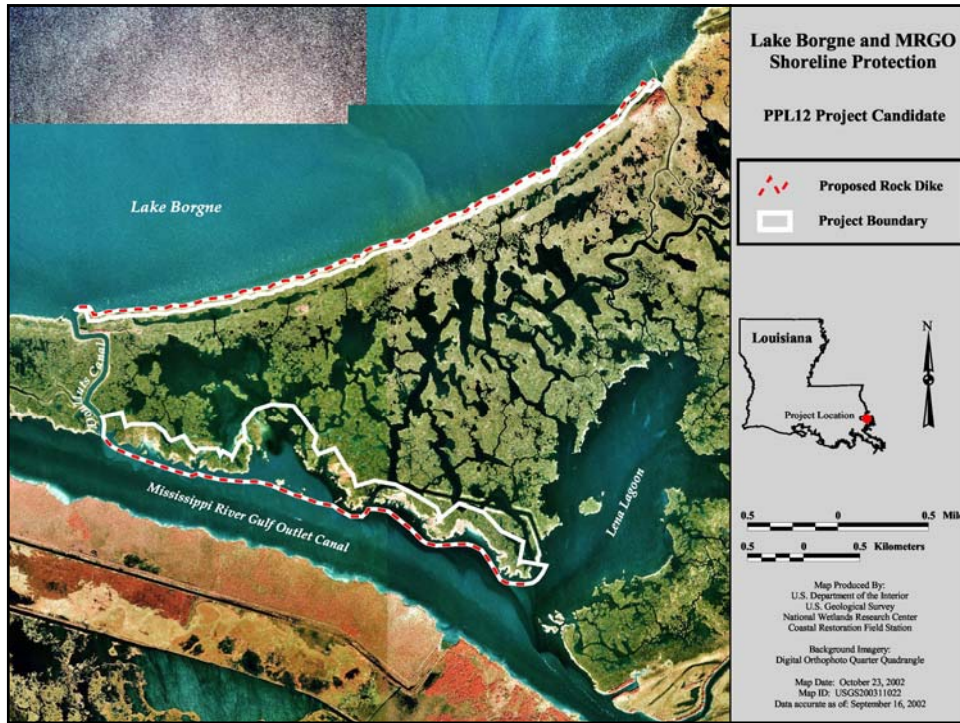 Lake Borgne and MRGO
Shoreline Protection
PPL12 Project Candidate
Proposed Rock Dike
Project Boundary
Lake Borgne
Doulluts Canal
Mississippi River Gulf Outlet Canal
Lena Lagoon
Louisiana
N
Project Location
0.5 0 0.5 Mil
0.5 0 0.5 Kilometers
Map Produced By:
U.S. Department of the Interior
U.S. Geological Survey
National Wetlands Research Center
Coastal Restoration Field Station
Background Imagery:
Digital Orthophoto Quarter Quadrangle
Map Date: October 23, 2002
Map ID: USGS200311022
Data accurate as of: September 16, 2002